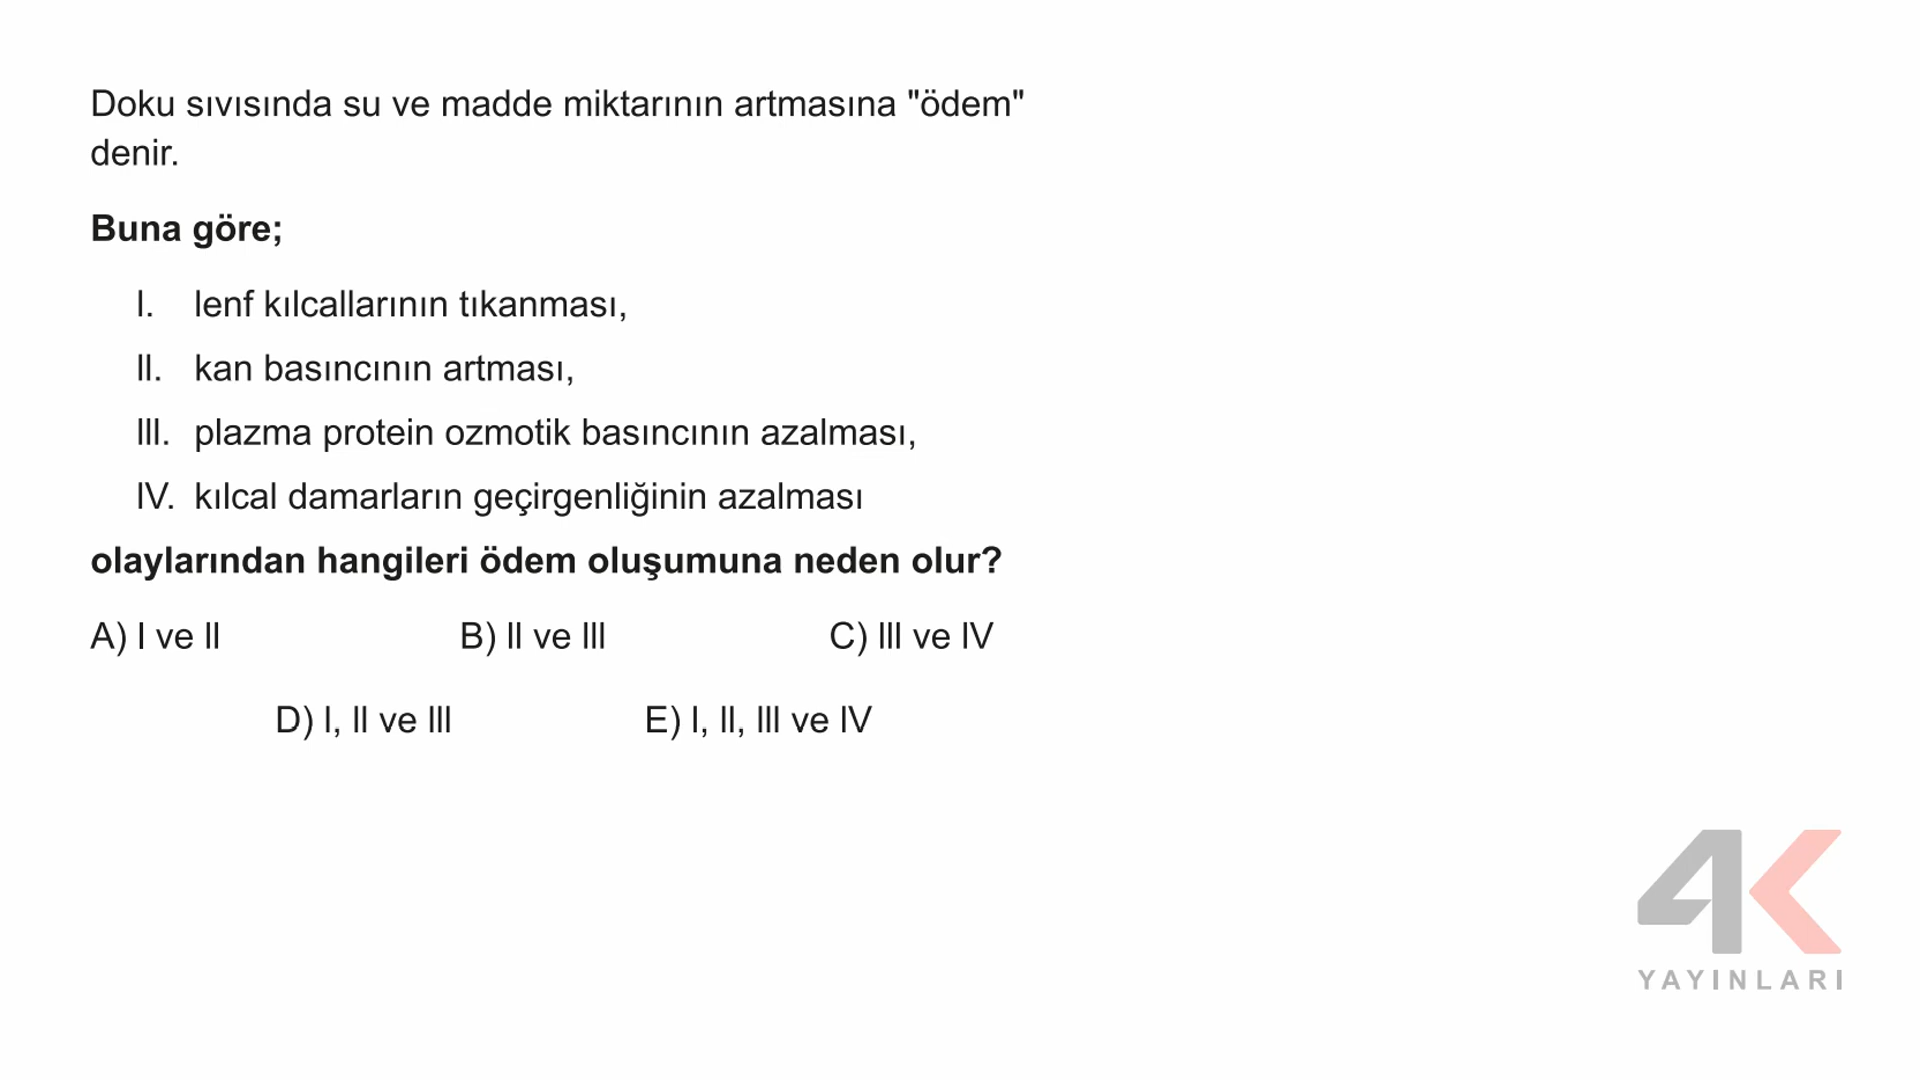 Doku sıvısında su ve madde miktarının artmasına "ödem"
denir.
Buna göre;
I. lenf kılcallarının tıkanması,
II. kan basıncının artması,
III. plazma protein ozmotik basıncının azalması,
IV. kılcal damarların geçirgenliğinin azalması
olaylarından hangileri ödem oluşumuna neden olur?
A) I ve II B) II ve III C) III ve IV
D) I, II ve III E) I, II, III ve IV
4K
YAYINLARI